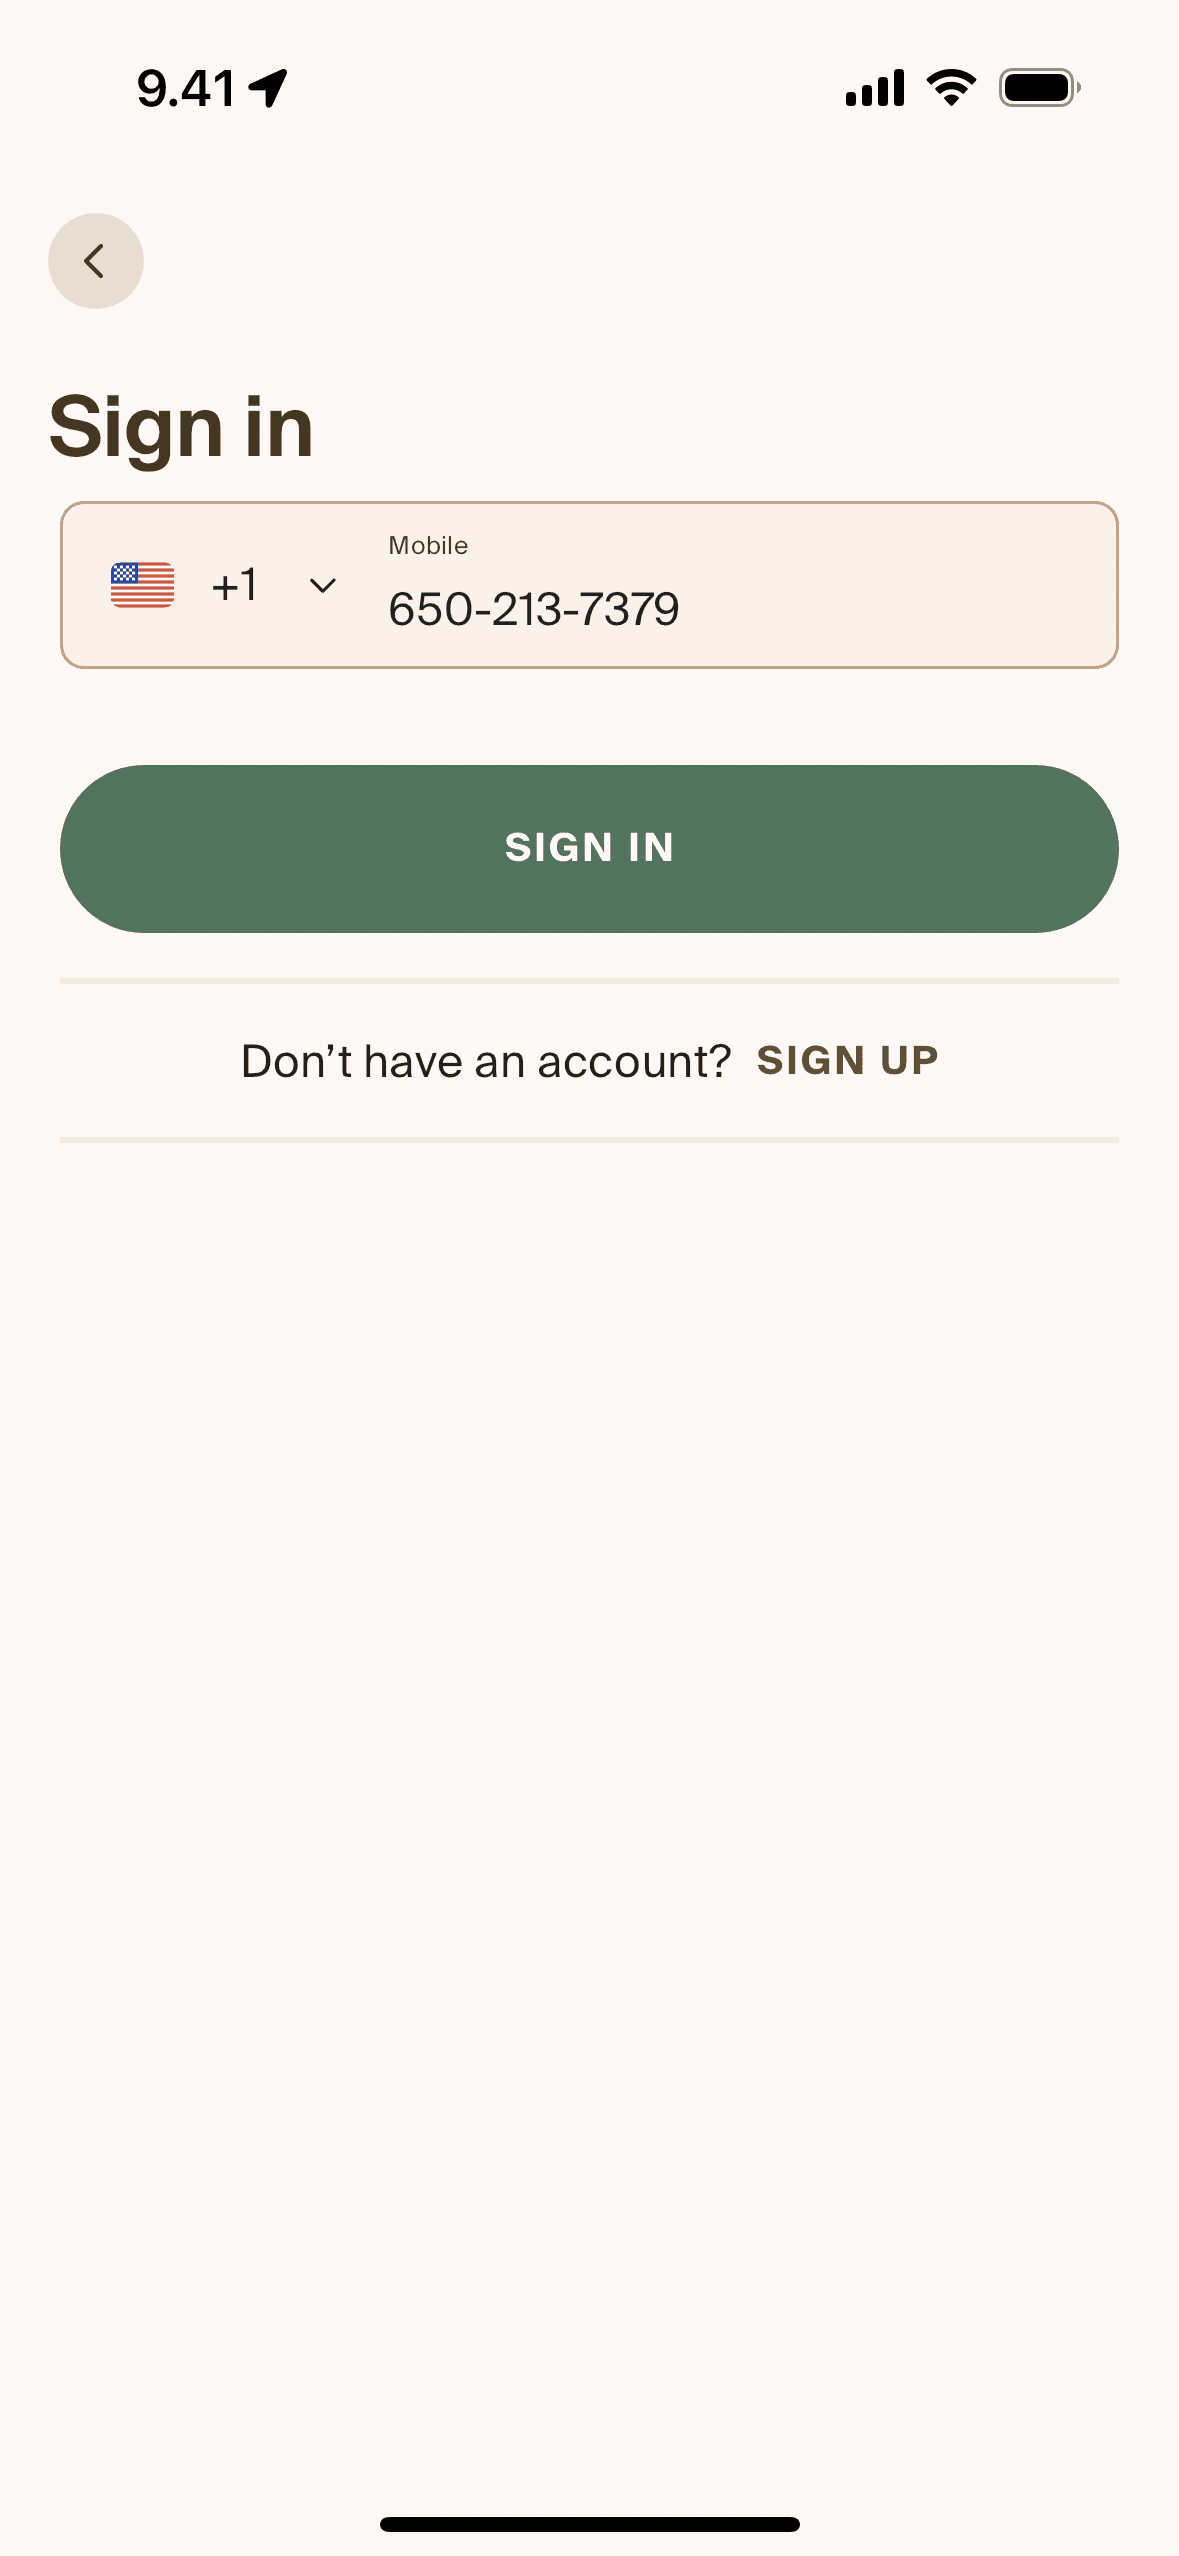 9.41
Sign in
Mobile
+1
650-213-7379
SIGN IN
Don’t have an account? SIGN UP